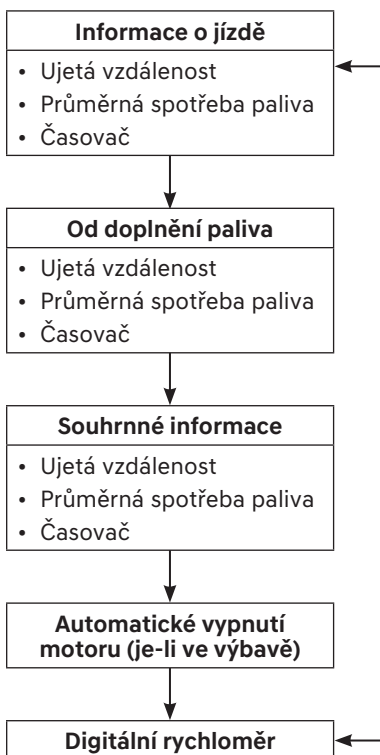 Informace o jízdě
• Ujetá vzdálenost
• Průměrná spotřeba paliva
• Časovač
Od doplnění paliva
• Ujetá vzdálenost
• Průměrná spotřeba paliva
• Časovač
Souhrnné informace
• Ujetá vzdálenost
• Průměrná spotřeba paliva
• Časovač
Automatické vypnutí
motoru (je-li ve výbavě)
Digitální rychloměr